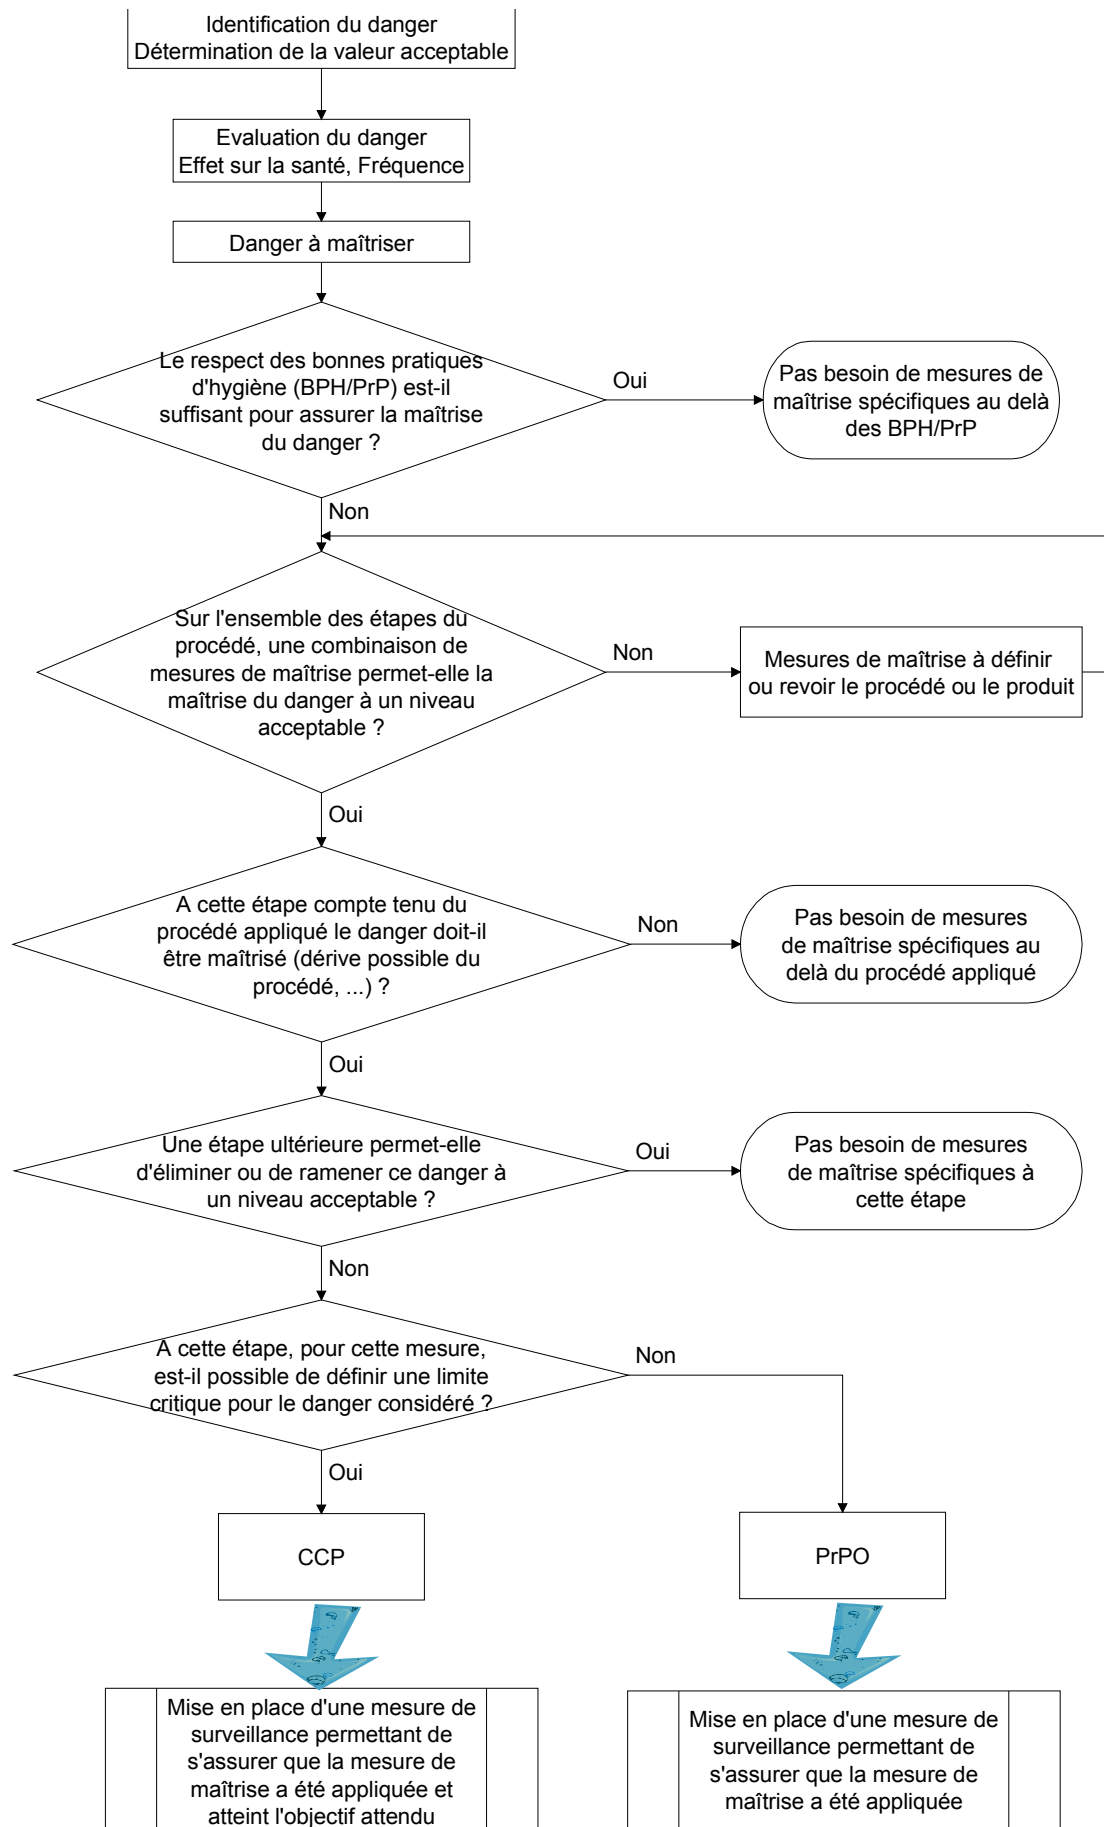 Identification du danger
Détermination de la valeur acceptable
Evaluation du danger
Effet sur la santé, Fréquence
Danger à maîtriser
Le respect des bonnes pratiques
d'hygiène (BPH/PrP) est-il
suffisant pour assurer la maîtrise
du danger ?
Oui
Pas besoin de mesures de
maîtrise spécifiques au delà
des BPH/PrP
Non
Sur l'ensemble des étapes du
procédé, une combinaison de
mesures de maîtrise permet-elle la
maîtrise du danger à un niveau
acceptable ?
Non
Mesures de maîtrise à définir
ou revoir le procédé ou le produit
Oui
A cette étape compte tenu du
procédé appliqué le danger doit-il
être maîtrisé (dérive possible du
procédé, ...) ?
Non
Pas besoin de mesures
de maîtrise spécifiques au
delà du procédé appliqué
Oui
Une étape ultérieure permet-elle
d'éliminer ou de ramener ce danger à
un niveau acceptable ?
Oui
Pas besoin de mesures
de maîtrise spécifiques à
cette étape
Non
A cette étape, pour cette mesure,
est-il possible de définir une limite
critique pour le danger considéré ?
Non
Oui
CCP
PrPO
Mise en place d'une mesure de
surveillance permettant de
s'assurer que la mesure de
maîtrise a été appliquée et
atteint l'objectif attendu
Mise en place d'une mesure de
surveillance permettant de
s'assurer que la mesure de
maîtrise a été appliquée